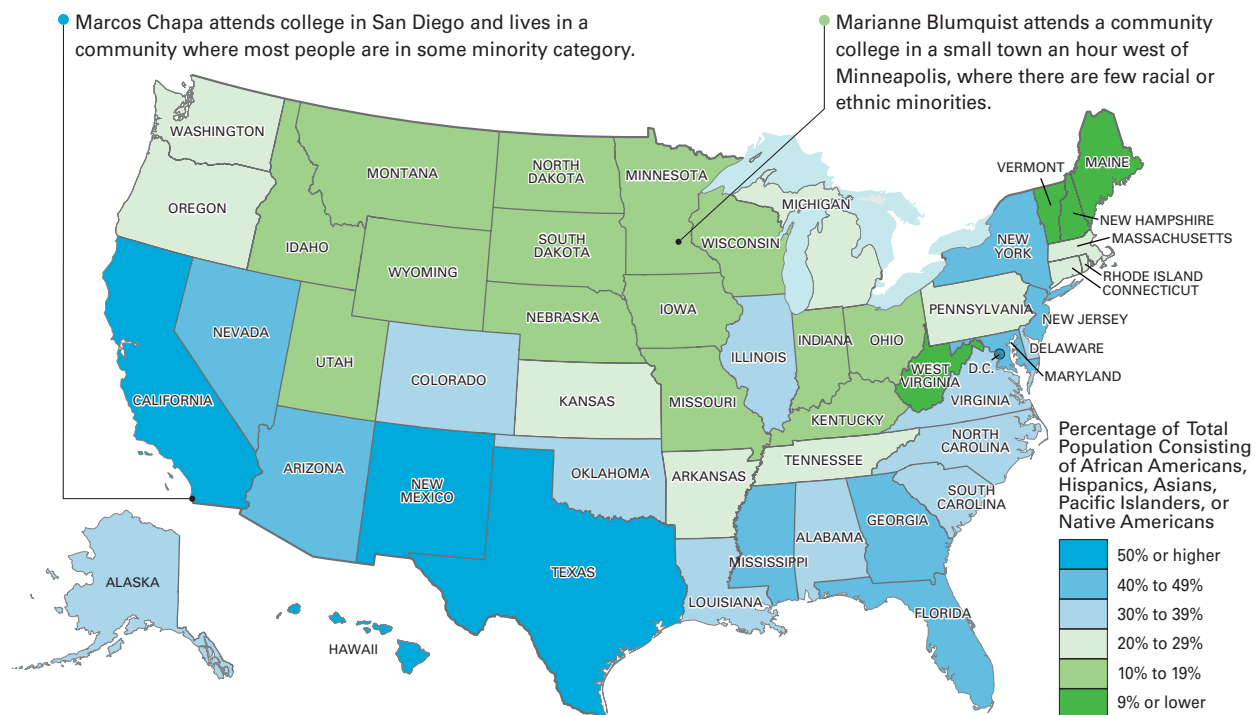 Marcos Chapa attends college in San Diego and lives in a
community where most people are in some minority category.
Marianne Blumquist attends a community
college in a small town an hour west of
Minneapolis, where there are few racial or
ethnic minorities.
WASHINGTON
OREGON
MONTANA
IDAHO
WYOMING
NORTH
DAKOTA
SOUTH
DAKOTA
MINNESOTA
WISCONSIN
MICHIGAN
VERMONT
MAINE
NEW HAMPSHIRE
MASSACHUSETTS
NEW
YORK
RHODE ISLAND
CONNECTICUT
PENNSYLVANIA
NEW JERSEY
DELAWARE
MARYLAND
D.C.
WEST
VIRGINIA
VIRGINIA
NEBRASKA
IOWA
ILLINOIS
INDIANA
OHIO
NEVADA
UTAH
COLORADO
KANSAS
MISSOURI
KENTUCKY
CALIFORNIA
ARIZONA
NEW
MEXICO
OKLAHOMA
ARKANSAS
TENNESSEE
NORTH
CAROLINA
SOUTH
CAROLINA
GEORGIA
ALABAMA
MISSISSIPPI
TEXAS
LOUISIANA
FLORIDA
ALASKA
HAWAII
Percentage of Total
Population Consisting
of African Americans,
Hispanics, Asians,
Pacific Islanders, or
Native Americans
50% or higher
40% to 49%
30% to 39%
20% to 29%
10% to 19%
9% or lower